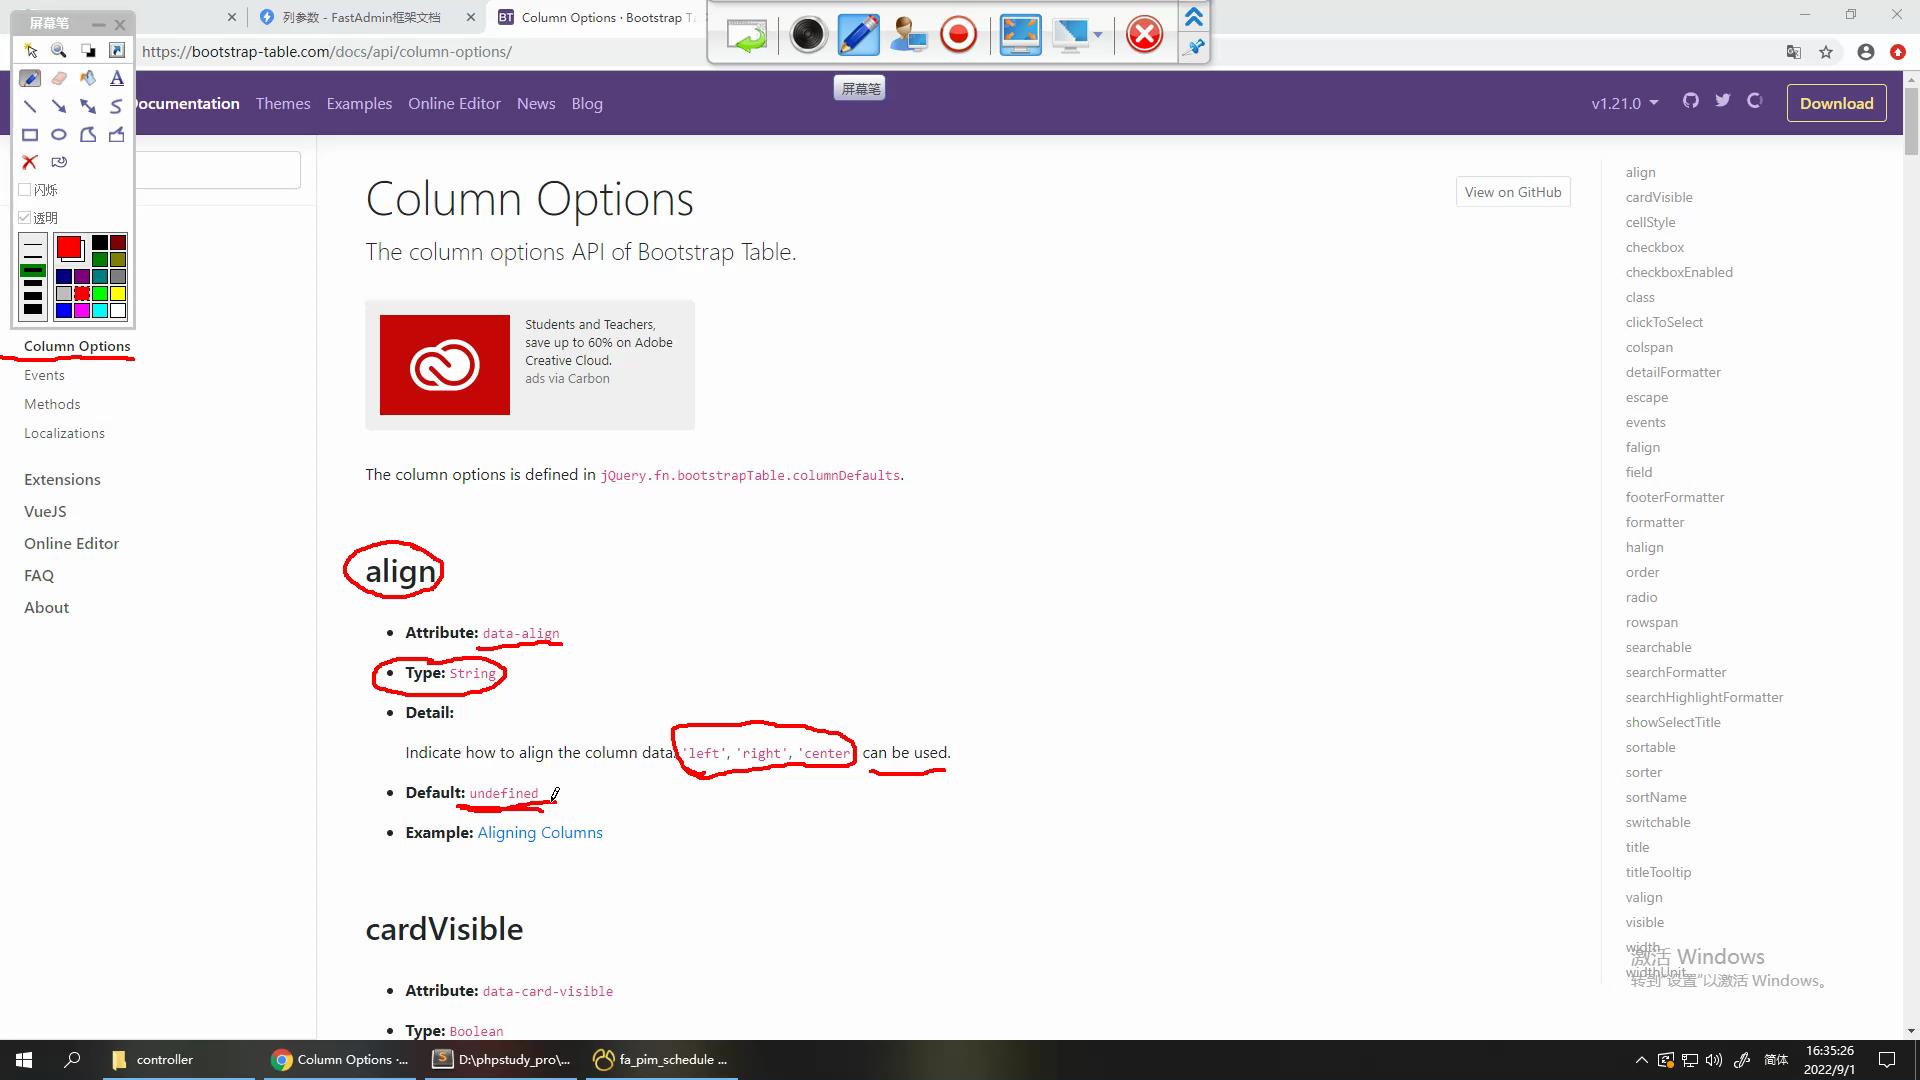 屏幕笔
列参数 - FastAdmin框架文档
Column Options · Bootstrap T
https://bootstrap-table.com/docs/api/column-options/
屏幕笔
Documentation
Themes
Examples
Online Editor
News
Blog
v1.21.0
Download
闪烁
透明
Column Options
Events
Methods
Localizations
Extensions
VueJS
Online Editor
FAQ
About
Column Options
View on GitHub
The column options API of Bootstrap Table.
Students and Teachers,
save up to 60% on Adobe
Creative Cloud.
ads via Carbon
The column options is defined in jQuery.fn.bootstrapTable.columnDefaults.
align
Attribute: data-align
Type: String
Detail:
Indicate how to align the column data. 'left', 'right', 'center can be used.
Default: undefined
Example: Aligning Columns
cardVisible
Attribute: data-card-visible
Type: Boolean
align
cardVisible
cellStyle
checkbox
checkboxEnabled
class
clickToSelect
colspan
detailFormatter
escape
events
falign
field
footerFormatter
formatter
halign
order
radio
rowspan
searchable
searchFormatter
searchHighlightFormatter
showSelectTitle
sortable
sorter
sortName
switchable
title
titleTooltip
valign
visible
width
widthUnit
激活 Windows
转到"设置"以激活 Windows。
controller
Column Options ·...
D:\phpstudy_pro\...
fa_pim_schedule ...
简体
16:35:26
2022/9/1